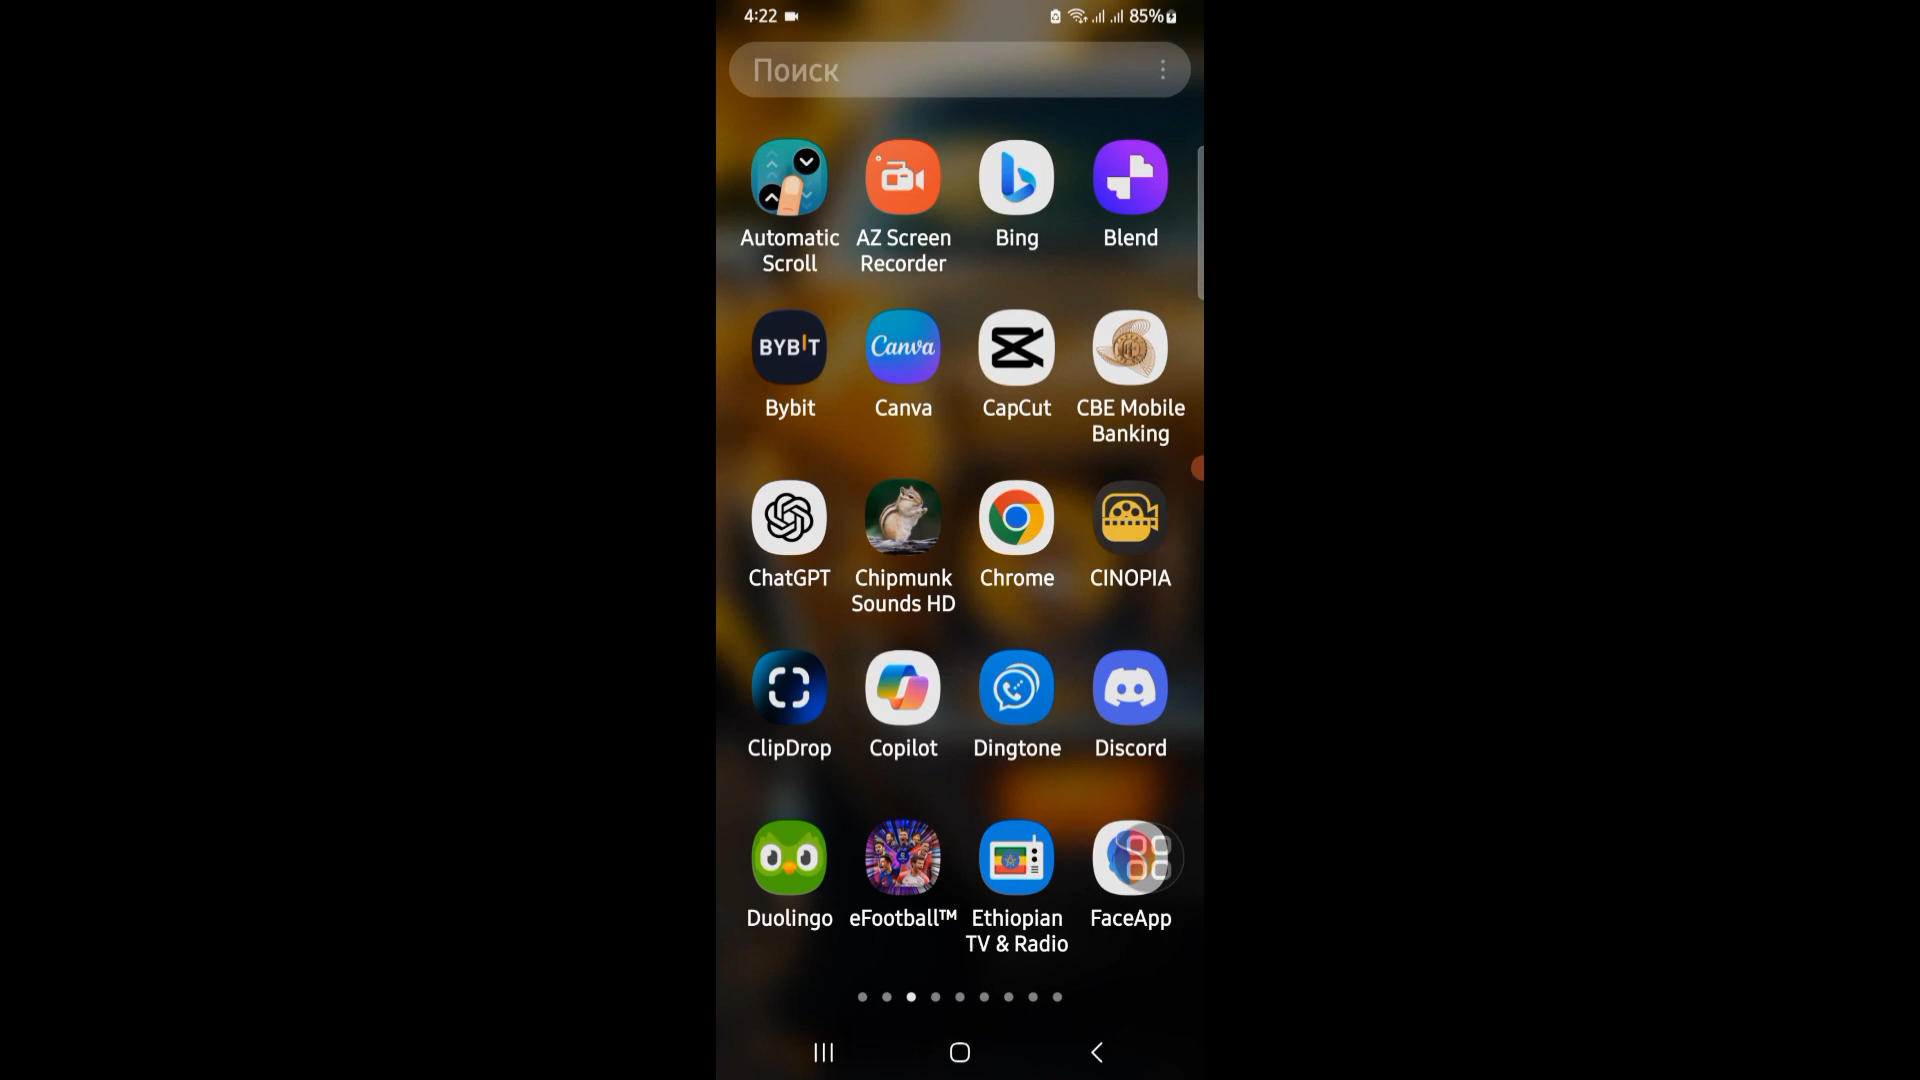 4:22
85%
Поиск
Automatic Scroll
AZ Screen Recorder
Bing
Blend
BYBIT
Canva
Bybit
Canva
CapCut
CBE Mobile Banking
ChatGPT
Chipmunk Sounds HD
Chrome
CINOPIA
ClipDrop
Copilot
Dingtone
Discord
Duolingo
eFootball™
Ethiopian TV & Radio
FaceApp